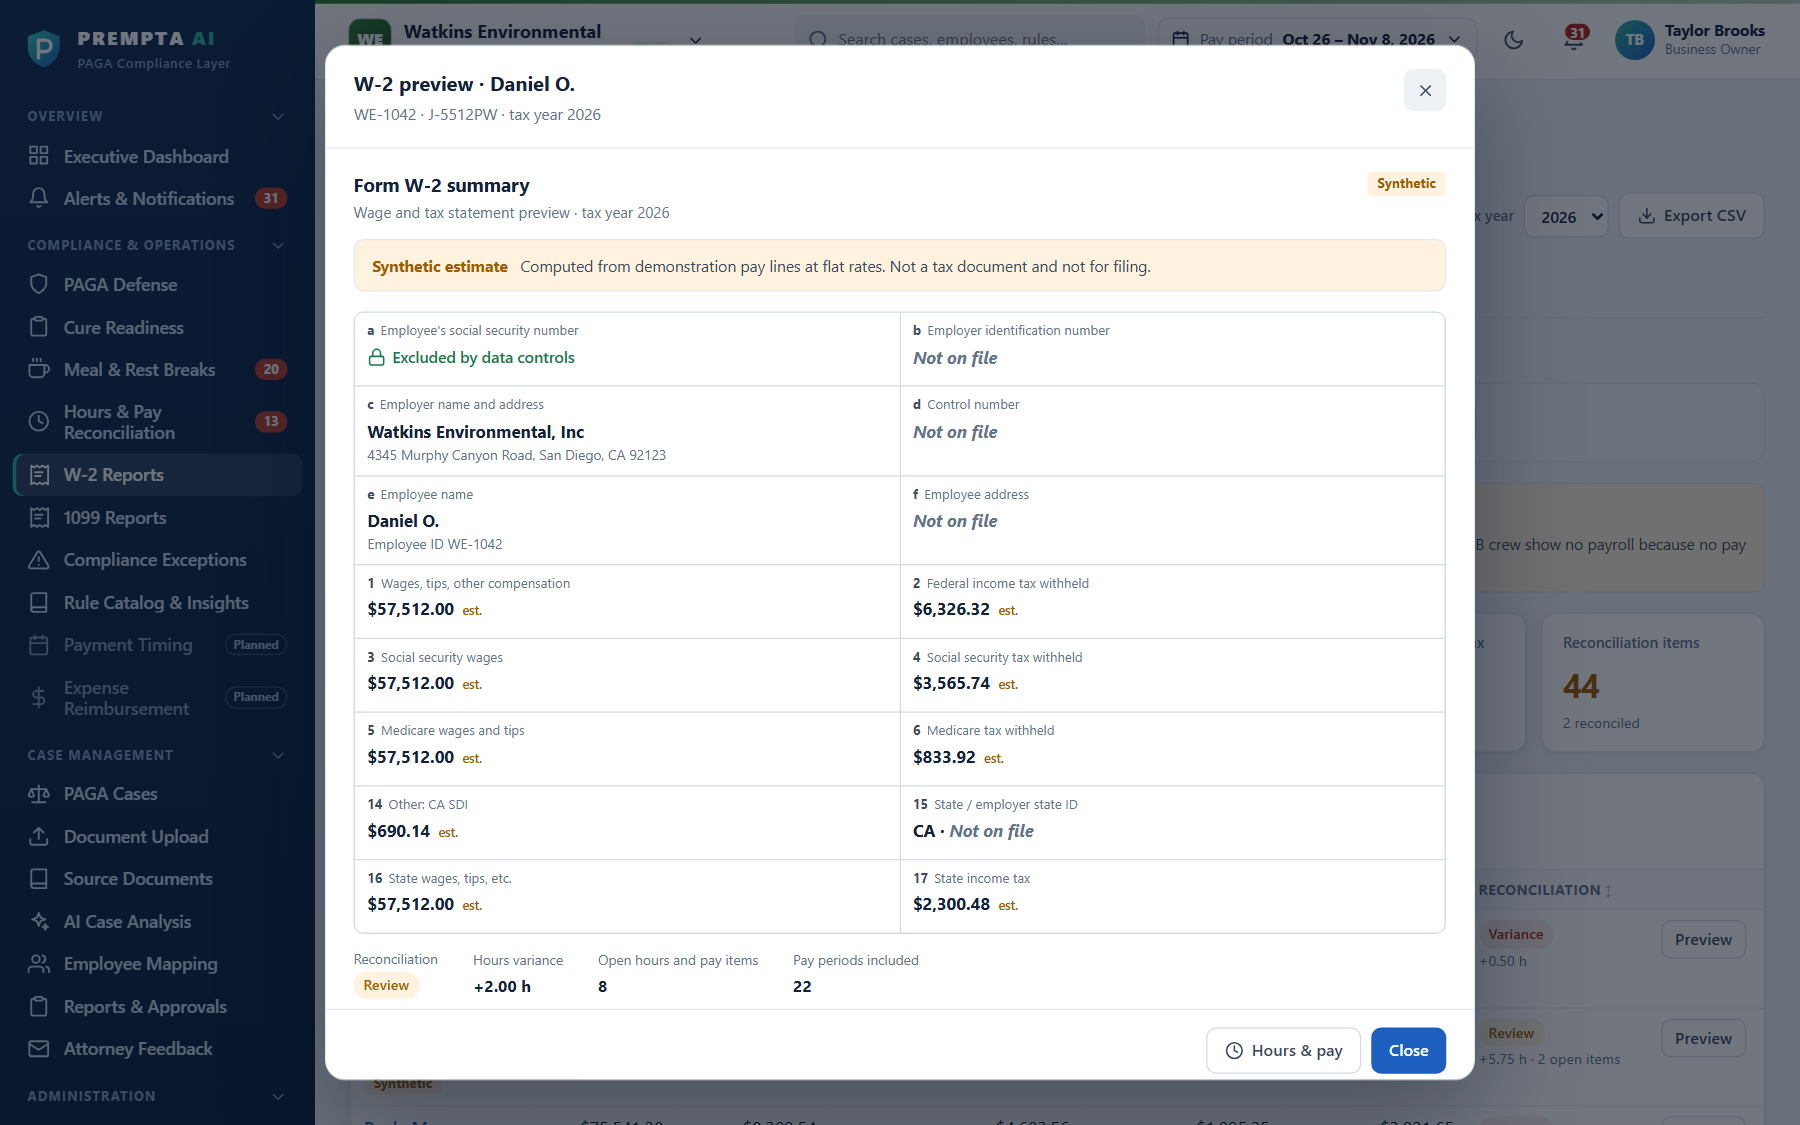 PREMPTA AI
PAGA Compliance Layer
OVERVIEW
Executive Dashboard
Alerts & Notifications 31
COMPLIANCE & OPERATIONS
PAGA Defense
Cure Readiness
Meal & Rest Breaks 20
Hours & Pay
Reconciliation 13
W-2 Reports
1099 Reports
Compliance Exceptions
Rule Catalog & Insights
Payment Timing Planned
Expense
Reimbursement Planned
CASE MANAGEMENT
PAGA Cases
Document Upload
Source Documents
AI Case Analysis
Employee Mapping
Reports & Approvals
Attorney Feedback
ADMINISTRATION
WE Watkins Environmental
Search cases, employees, rules...
Pay period Oct 26 – Nov 8, 2026
31
TB Taylor Brooks
Business Owner
W-2 preview · Daniel O.
WE-1042 · J-5512PW · tax year 2026
Form W-2 summary
Synthetic
Wage and tax statement preview · tax year 2026
Synthetic estimate Computed from demonstration pay lines at flat rates. Not a tax document and not for filing.
a Employee's social security number
Excluded by data controls
b Employer identification number
Not on file
c Employer name and address
Watkins Environmental, Inc
4345 Murphy Canyon Road, San Diego, CA 92123
d Control number
Not on file
e Employee name
Daniel O.
Employee ID WE-1042
f Employee address
Not on file
1 Wages, tips, other compensation
$57,512.00 est.
2 Federal income tax withheld
$6,326.32 est.
3 Social security wages
$57,512.00 est.
4 Social security tax withheld
$3,565.74 est.
5 Medicare wages and tips
$57,512.00 est.
6 Medicare tax withheld
$833.92 est.
14 Other: CA SDI
$690.14 est.
15 State / employer state ID
CA · Not on file
16 State wages, tips, etc.
$57,512.00 est.
17 State income tax
$2,300.48 est.
Reconciliation
Review
Hours variance
+2.00 h
Open hours and pay items
8
Pay periods included
22
Hours & pay
Close
x year 2026 Export CSV
B crew show no payroll because no pay
x
Reconciliation items
44
2 reconciled
RECONCILIATION
Variance
+0.50 h
Preview
Review
+5.75 h · 2 open items
Preview
Synthetic